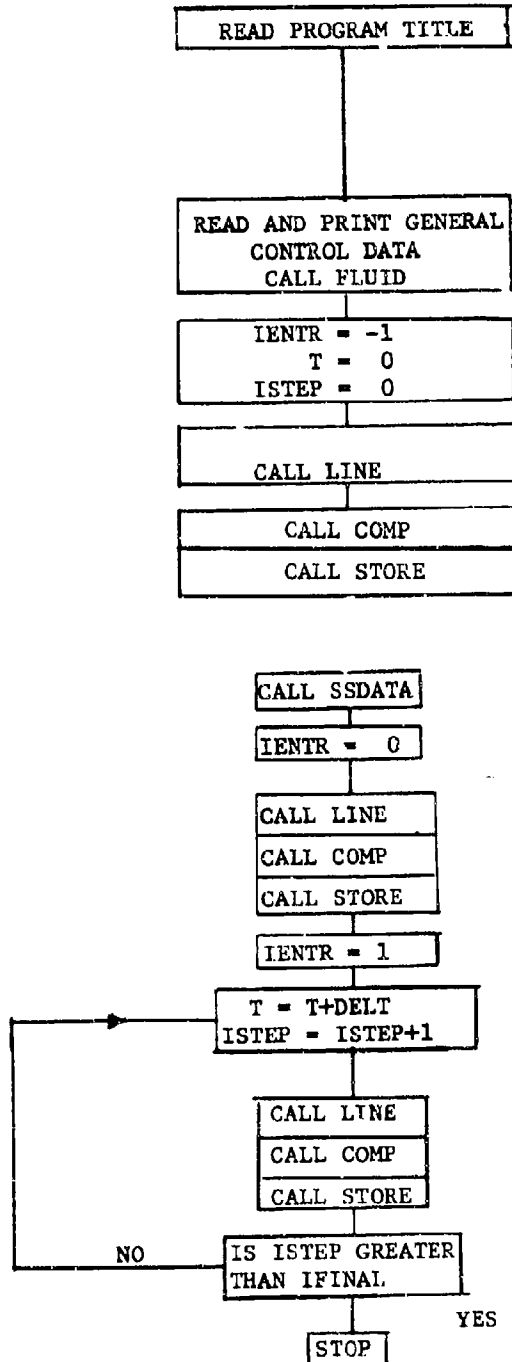 READ PROGRAM TITLE
READ AND PRINT GENERAL
CONTROL DATA
CALL FLUID
IENTR = -1
T = 0
ISTEP = 0
CALL LINE
CALL COMP
CALL STORE
CALL SSDATA
IENTR = 0
CALL LINE
CALL COMP
CALL STORE
IENTR = 1
T = T+DELT
ISTEP = ISTEP+1
CALL LINE
CALL COMP
CALL STORE
NO
IS ISTEP GREATER
THAN IFINAL
YES
STOP